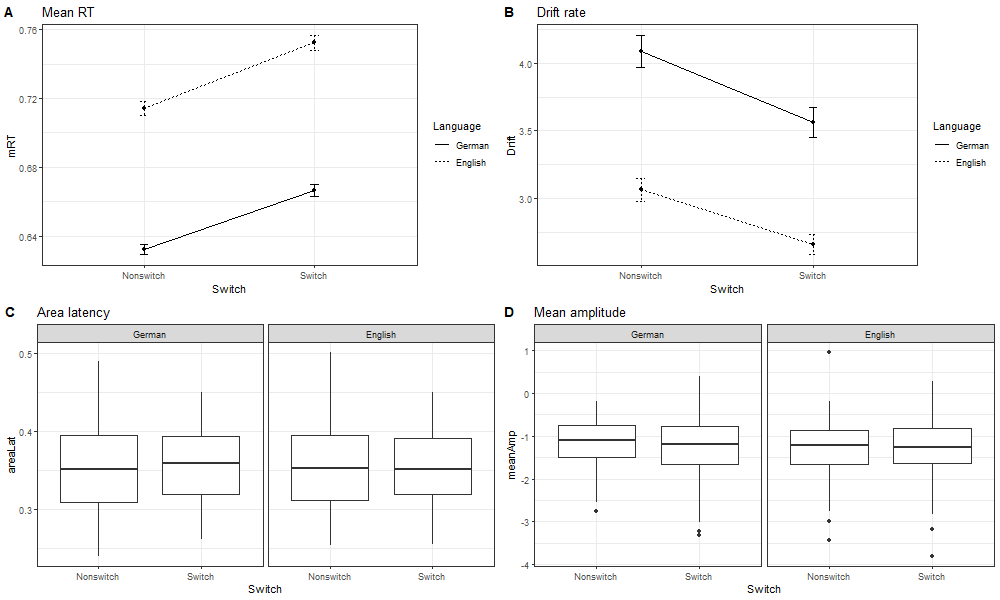 A Mean RT
0.76
0.72
0.68
0.64
mRT
Nonswitch Switch
Switch
Language
German
English
B Drift rate
4.0
3.5
3.0
Drift
Nonswitch Switch
Switch
Language
German
English
C Area latency
German English
0.5
0.4
0.3
areaLat
Nonswitch Switch Nonswitch Switch
Switch
D Mean amplitude
German English
1
0
-1
-2
-3
-4
meanAmp
Nonswitch Switch Nonswitch Switch
Switch